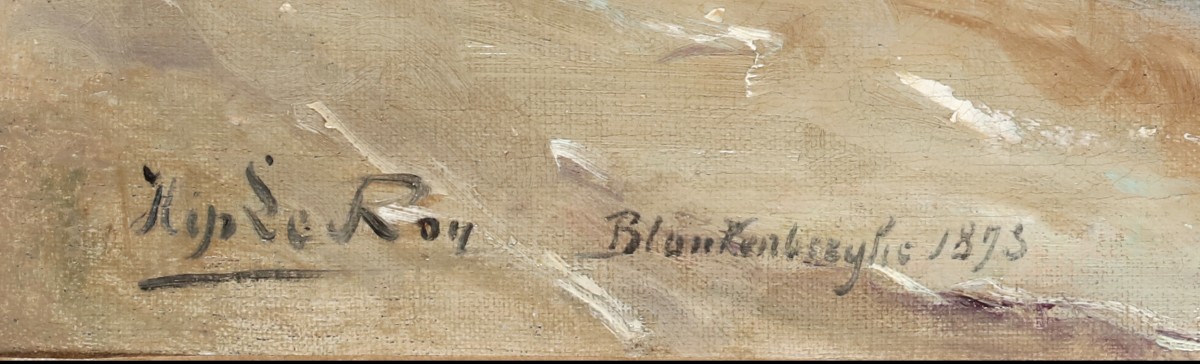 Hip Le Roy Blankenberghe 1873